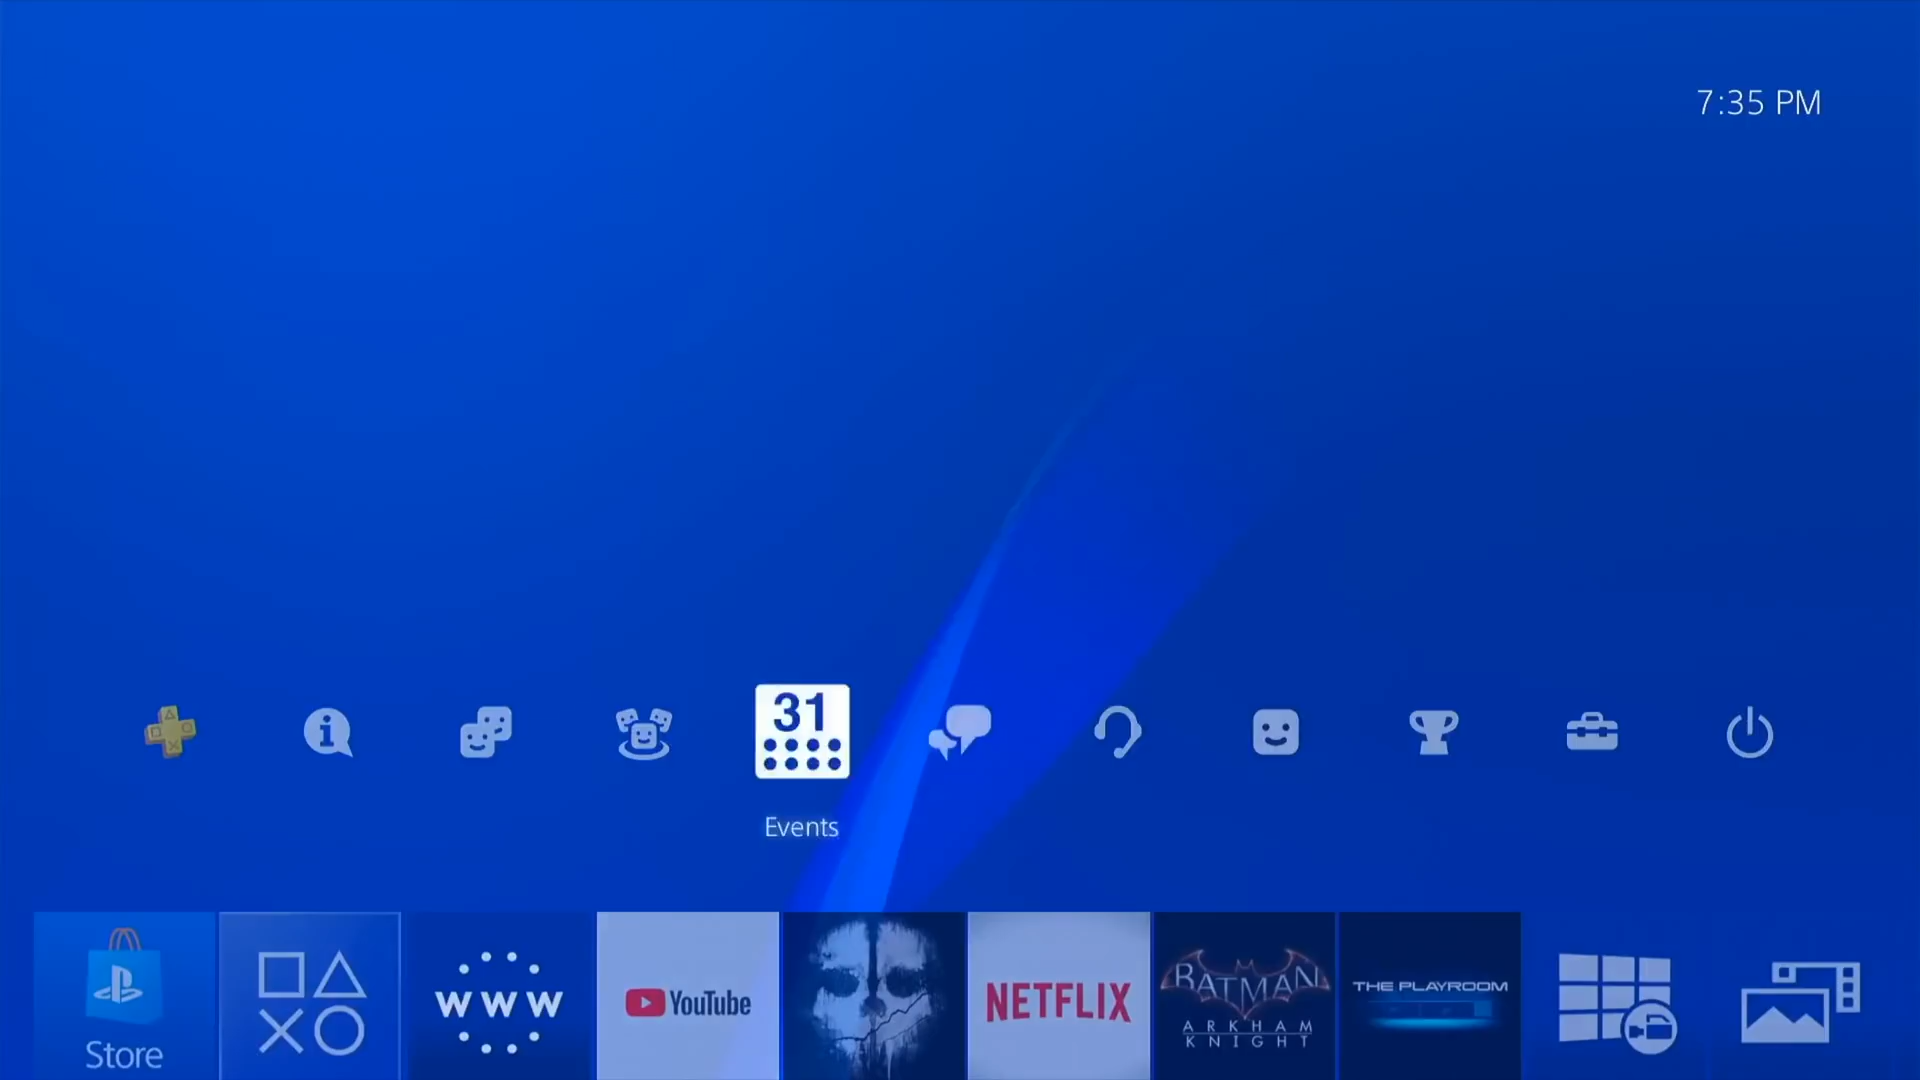 7:35 PM
31
Events
Store
WWW
YouTube
NETFLIX
BATMAN
ARKHAM
KNIGHT
THE PLAYROOM